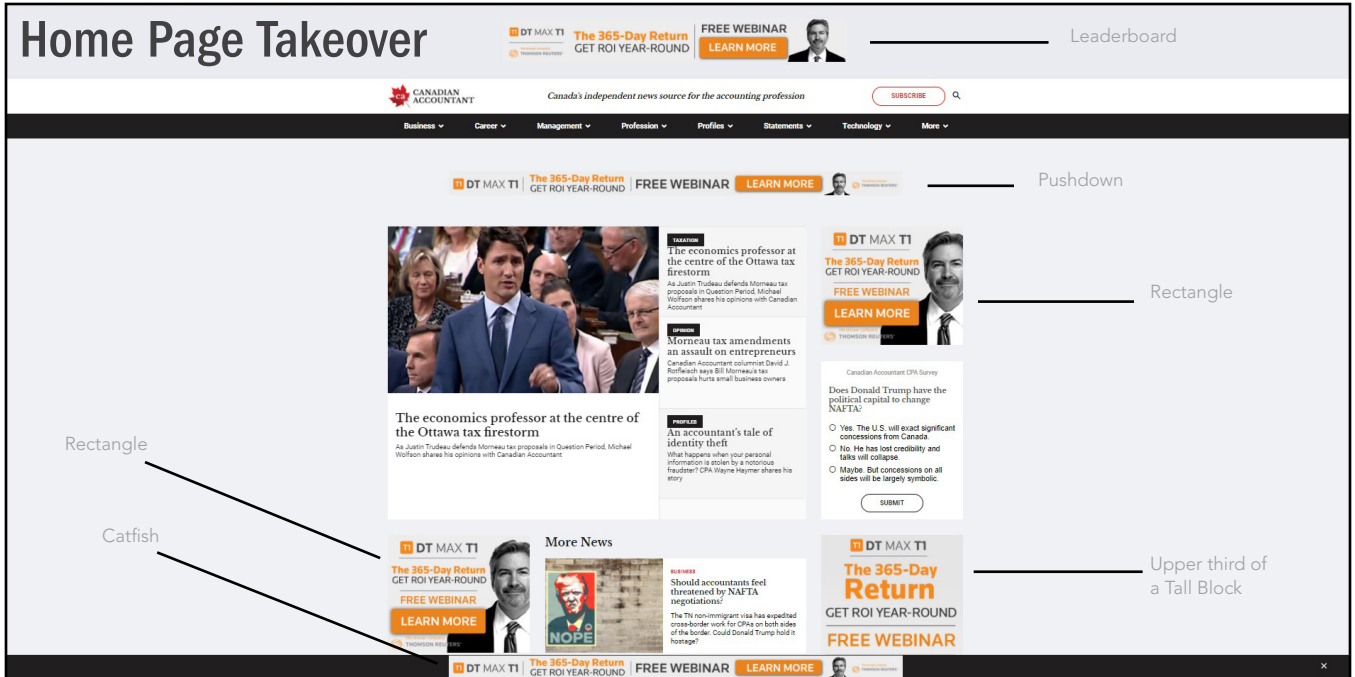 Home Page Takeover
T1 DT MAX T1
THOMSON REUTERS
The 365-Day Return
GET ROI YEAR-ROUND
FREE WEBINAR
LEARN MORE
Leaderboard
ca CANADIAN
ACCOUNTANT
Canada's independent news source for the accounting profession
SUBSCRIBE
Business Career Management Profession Profiles Statements Technology More
T1 DT MAX T1
The 365-Day Return
GET ROI YEAR-ROUND
FREE WEBINAR
LEARN MORE
Pushdown
TAXATION
The economics professor at
the centre of the Ottawa tax
firestorm
As Justin Trudeau defends Morneau tax
proposals in Question Period, Michael
Wolfson shares his opinions with Canadian
Accountant
OPINION
Morneau tax amendments
an assault on entrepreneurs
Canadian Accountant columnist David J.
Rotfleisch says Bill Morneau's tax
proposals hurts small business owners
PROFILES
An accountant's tale of
identity theft
What happens when your personal
information is stolen by a notorious
fraudster? CPA Wayne Haymer shares his
story
The economics professor at the centre of
the Ottawa tax firestorm
As Justin Trudeau defends Morneau tax proposals in Question Period, Michael
Wolfson shares his opinions with Canadian Accountant
T1 DT MAX T1
The 365-Day Return
GET ROI YEAR-ROUND
FREE WEBINAR
LEARN MORE
THOMSON REUTERS
Rectangle
Canadian Accountant CPA Survey
Does Donald Trump have the
political capital to change
NAFTA?
Yes. The U.S. will exact significant
concessions from Canada.
No. He has lost credibility and
talks will collapse.
Maybe. But concessions on all
sides will be largely symbolic.
SUBMIT
Rectangle
Catfish
T1 DT MAX T1
The 365-Day Return
GET ROI YEAR-ROUND
FREE WEBINAR
LEARN MORE
THOMSON REUTERS
More News
NOPE
BUSINESS
Should accountants feel
threatened by NAFTA
negotiations?
The TN non-immigrant visa has expedited
cross-border work for CPAs on both sides
of the border. Could Donald Trump hold it
hostage?
T1 DT MAX T1
The 365-Day
Return
GET ROI YEAR-ROUND
FREE WEBINAR
Upper third of
a Tall Block
T1 DT MAX T1
The 365-Day Return
GET ROI YEAR-ROUND
FREE WEBINAR
LEARN MORE
×